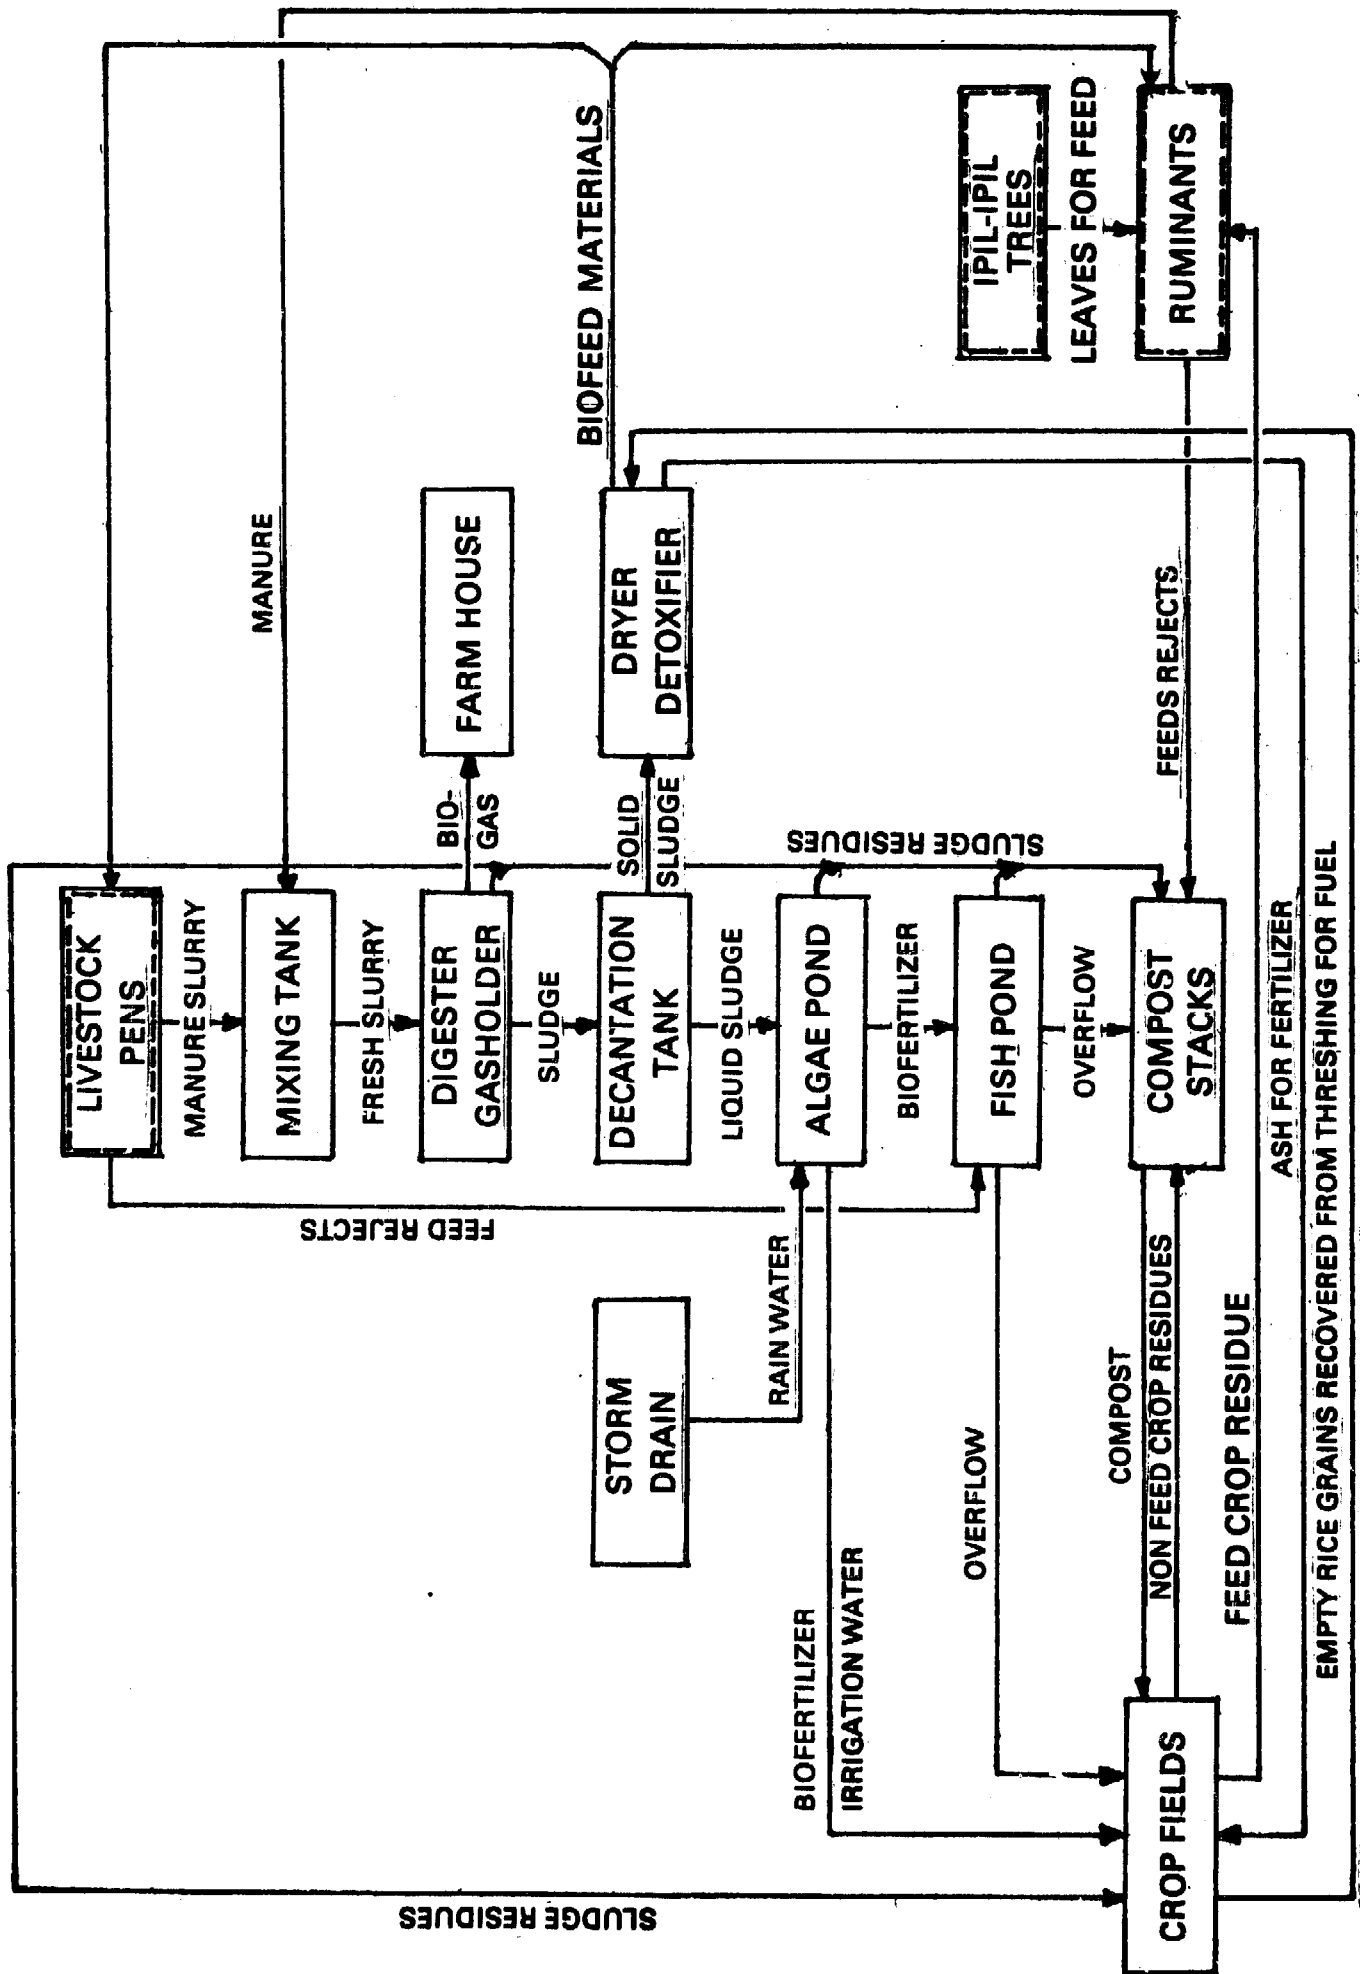 SLUDGE RESIDUES
LIVESTOCK
PENS
MANURE SLURRY
MANURE
MIXING TANK
FRESH SLURRY
FEED REJECTS
DIGESTER
GASHOLDER
BIO-
GAS
FARM HOUSE
SLUDGE
STORM
DRAIN
DECANTATION
TANK
SOLID
SLUDGE
DRYER
DETOXIFIER
BIOFEED MATERIALS
RAIN WATER
LIQUID SLUDGE
BIOFERTILIZER
IRRIGATION WATER
ALGAE POND
SLUDGE RESIDUES
BIOFERTILIZER
OVERFLOW
FISH POND
IPIL-IPIL
TREES
OVERFLOW
LEAVES FOR FEED
CROP FIELDS
COMPOST
NON FEED CROP RESIDUES
COMPOST
STACKS
FEEDS REJECTS
RUMINANTS
FEED CROP RESIDUE
ASH FOR FERTILIZER
EMPTY RICE GRAINS RECOVERED FROM THRESHING FOR FUEL